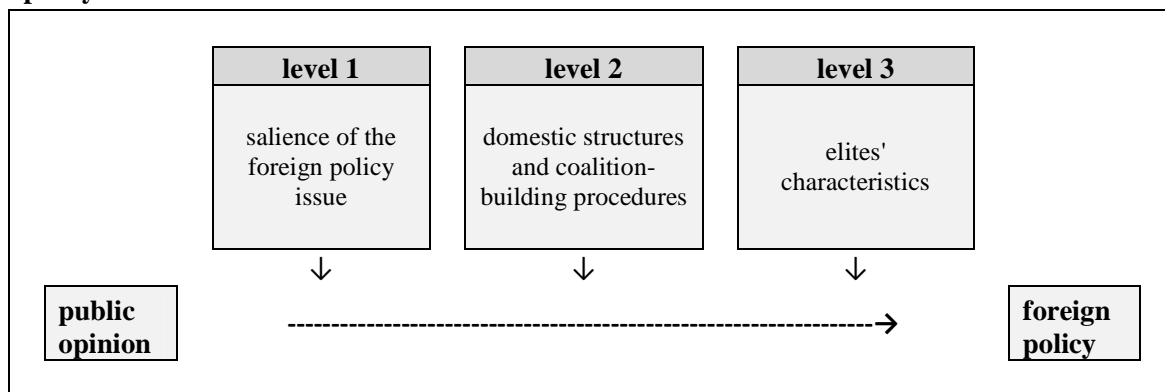 level 1
level 2
level 3
salience of the
foreign policy
issue
domestic structures
and coalition-
building procedures
elites'
characteristics
public
opinion
foreign
policy